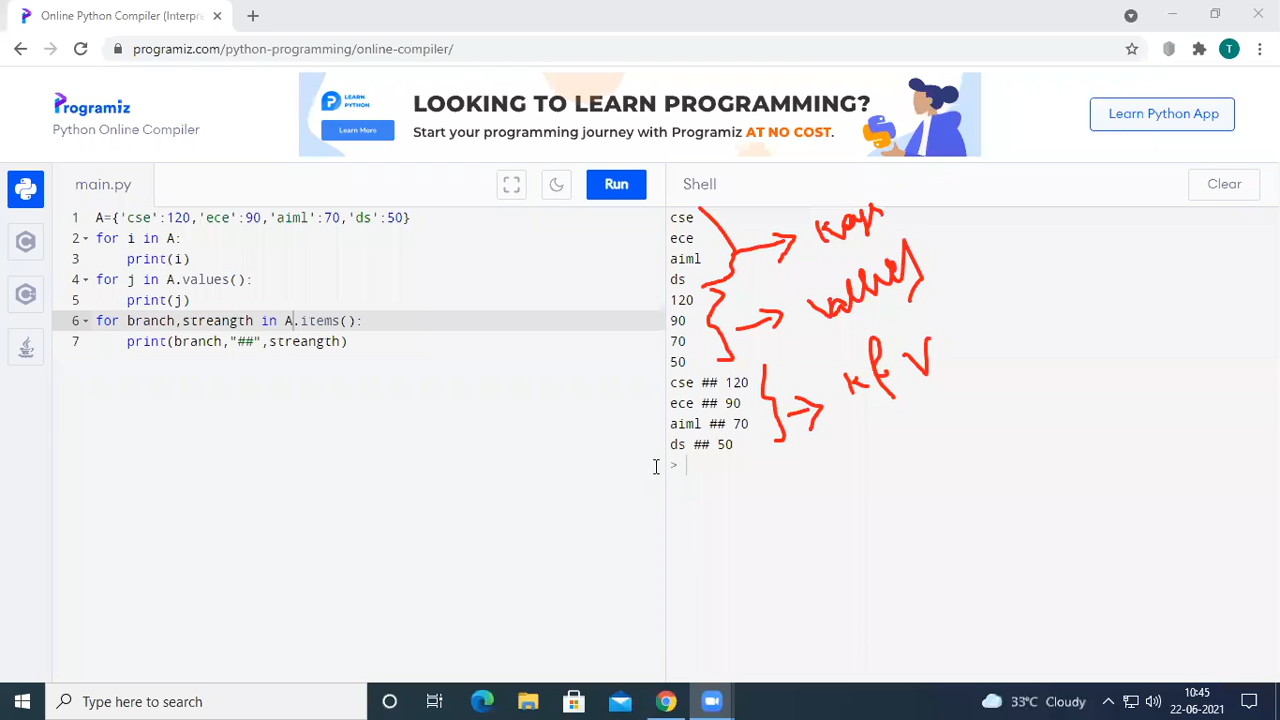 Online Python Compiler (Interpre
programiz.com/python-programming/online-compiler/
T
Programiz
Python Online Compiler
LEARN PYTHON
Learn More
LOOKING TO LEARN PROGRAMMING?
Start your programming journey with Programiz AT NO COST.
Learn Python App
main.py
Run
Shell
Clear
1 A={'cse':120,'ece':90,'aiml':70,'ds':50}
2 for i in A:
3 print(i)
4 for j in A.values():
5 print(j)
6 for branch,streangth in A.items():
7 print(branch,"##",streangth)
cse
ece
aiml
ds
120
90
70
50
cse ## 120
ece ## 90
aiml ## 70
ds ## 50
>
keys
values
K & V
Type here to search
33°C Cloudy
10:45
22-06-2021